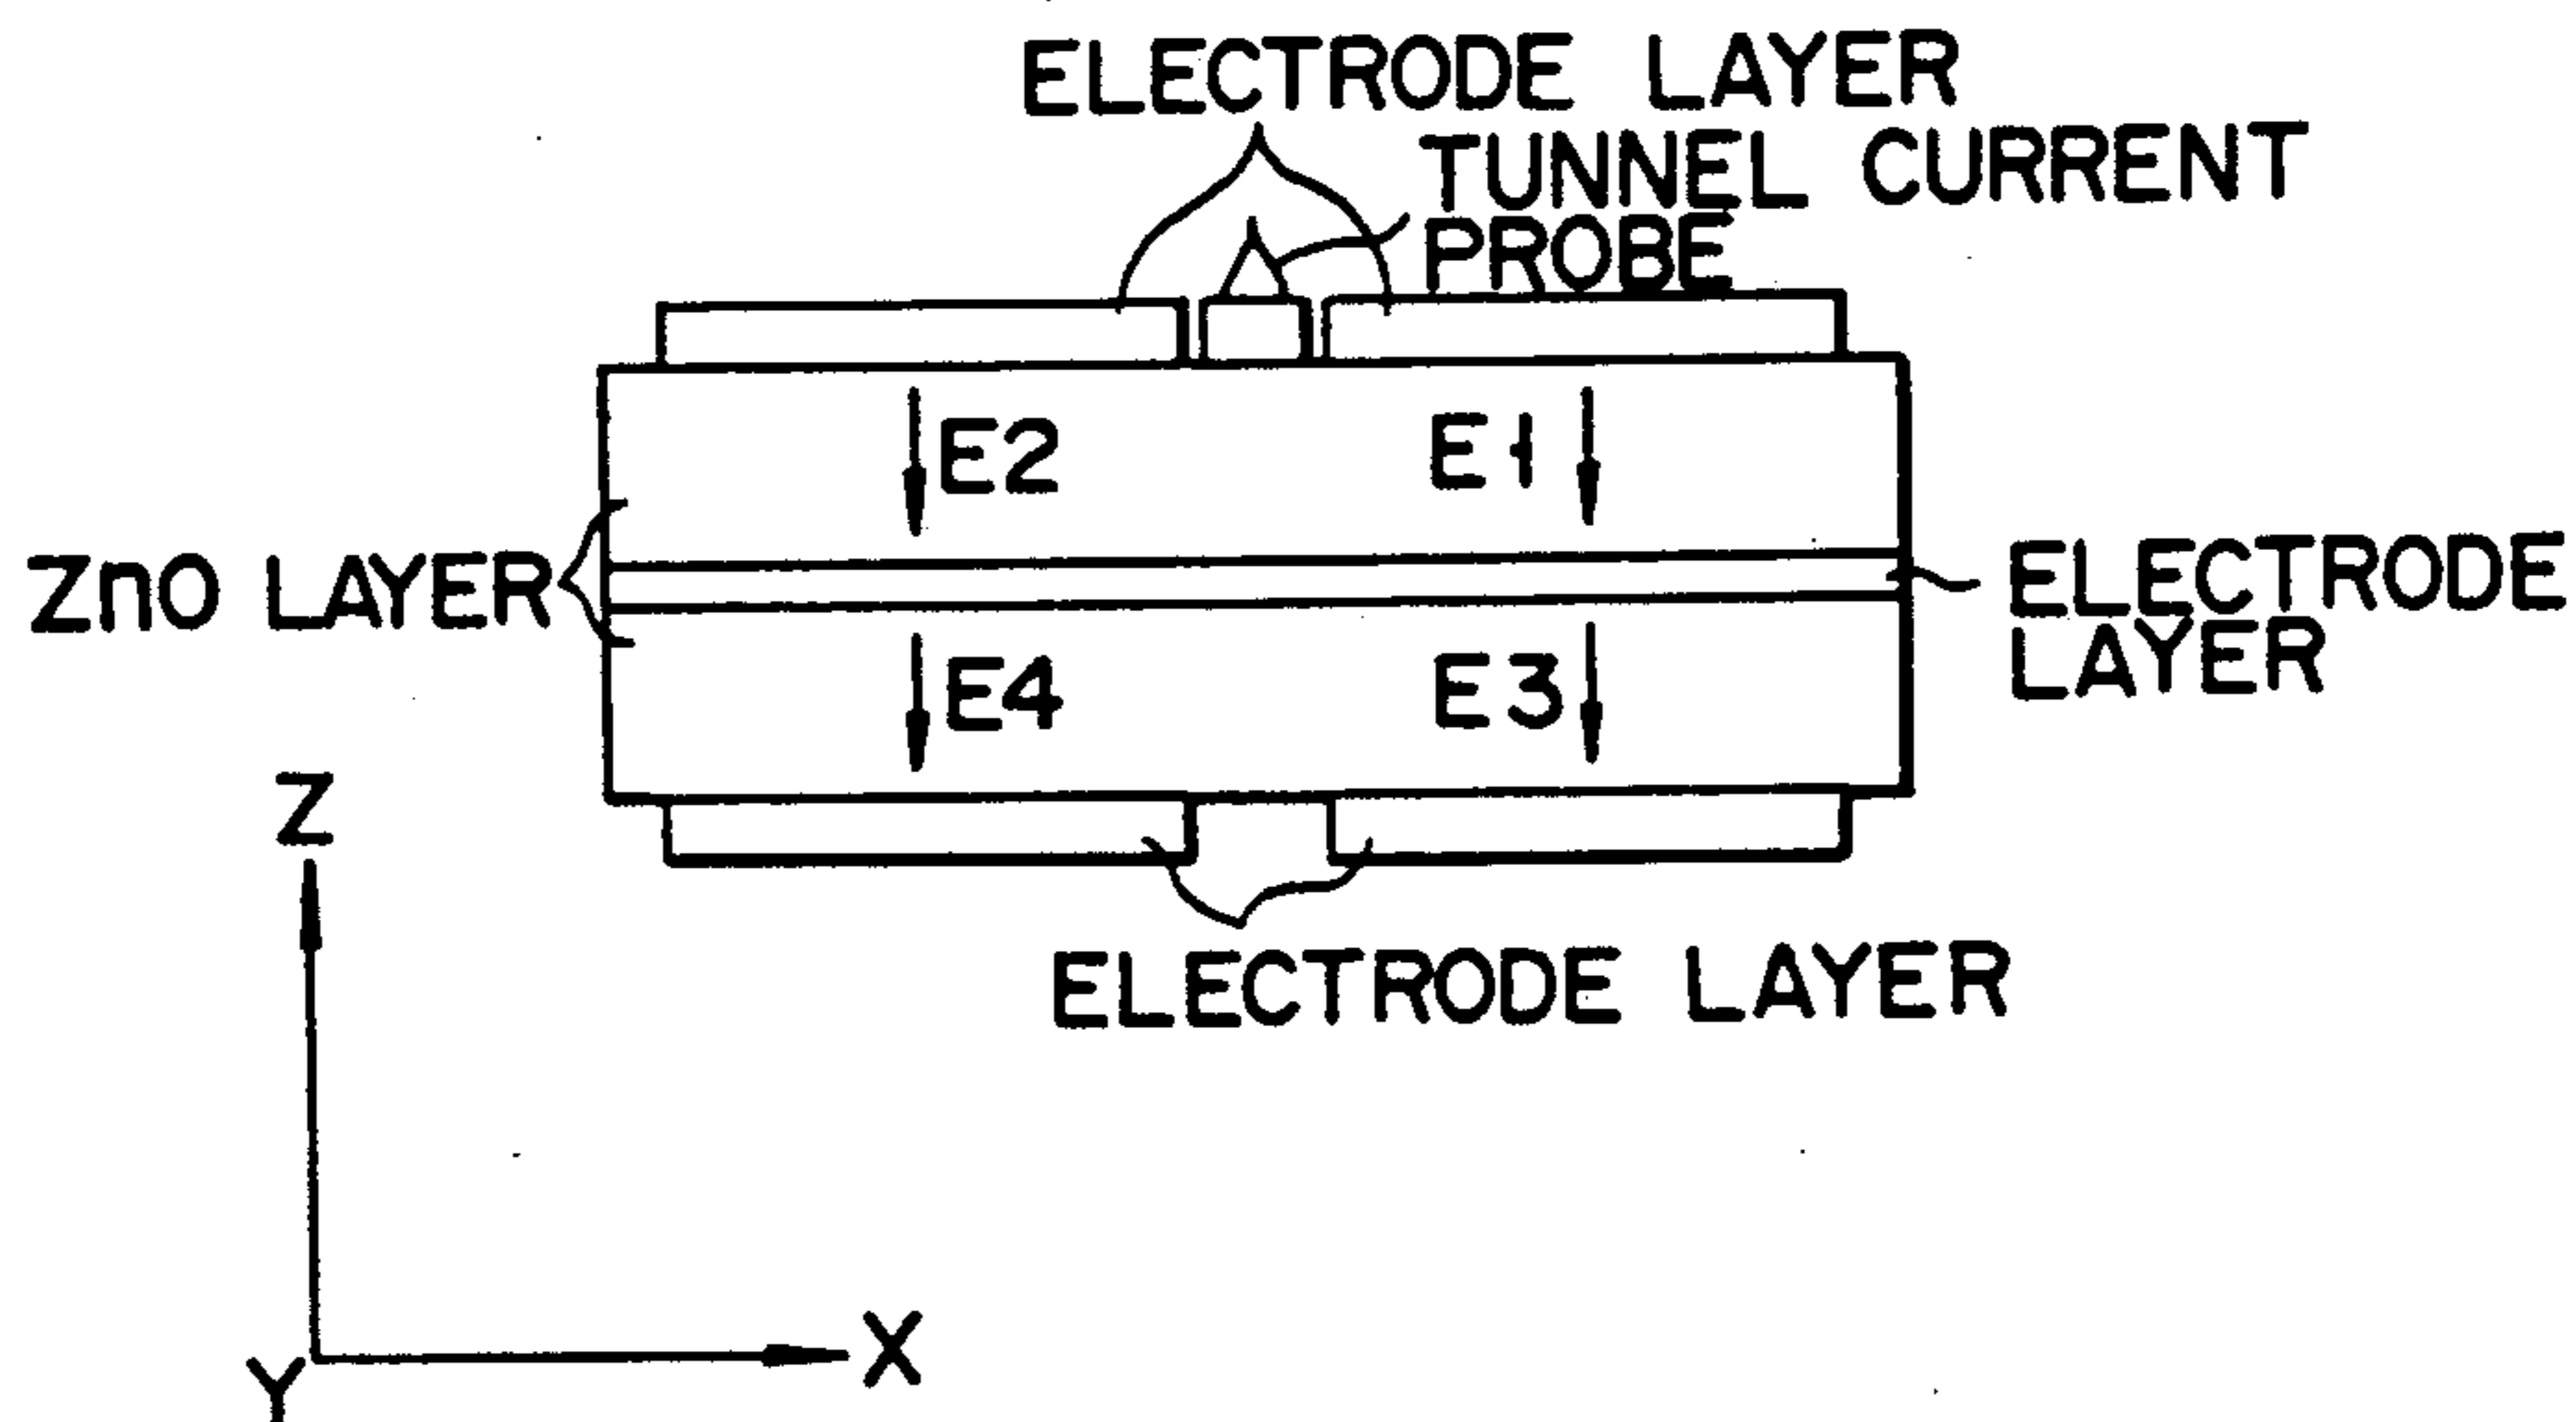 ELECTRODE LAYER
TUNNEL CURRENT
PROBE
E2
E1
ZnO LAYER
ELECTRODE
LAYER
E4
E3
Z
ELECTRODE LAYER
X
Y